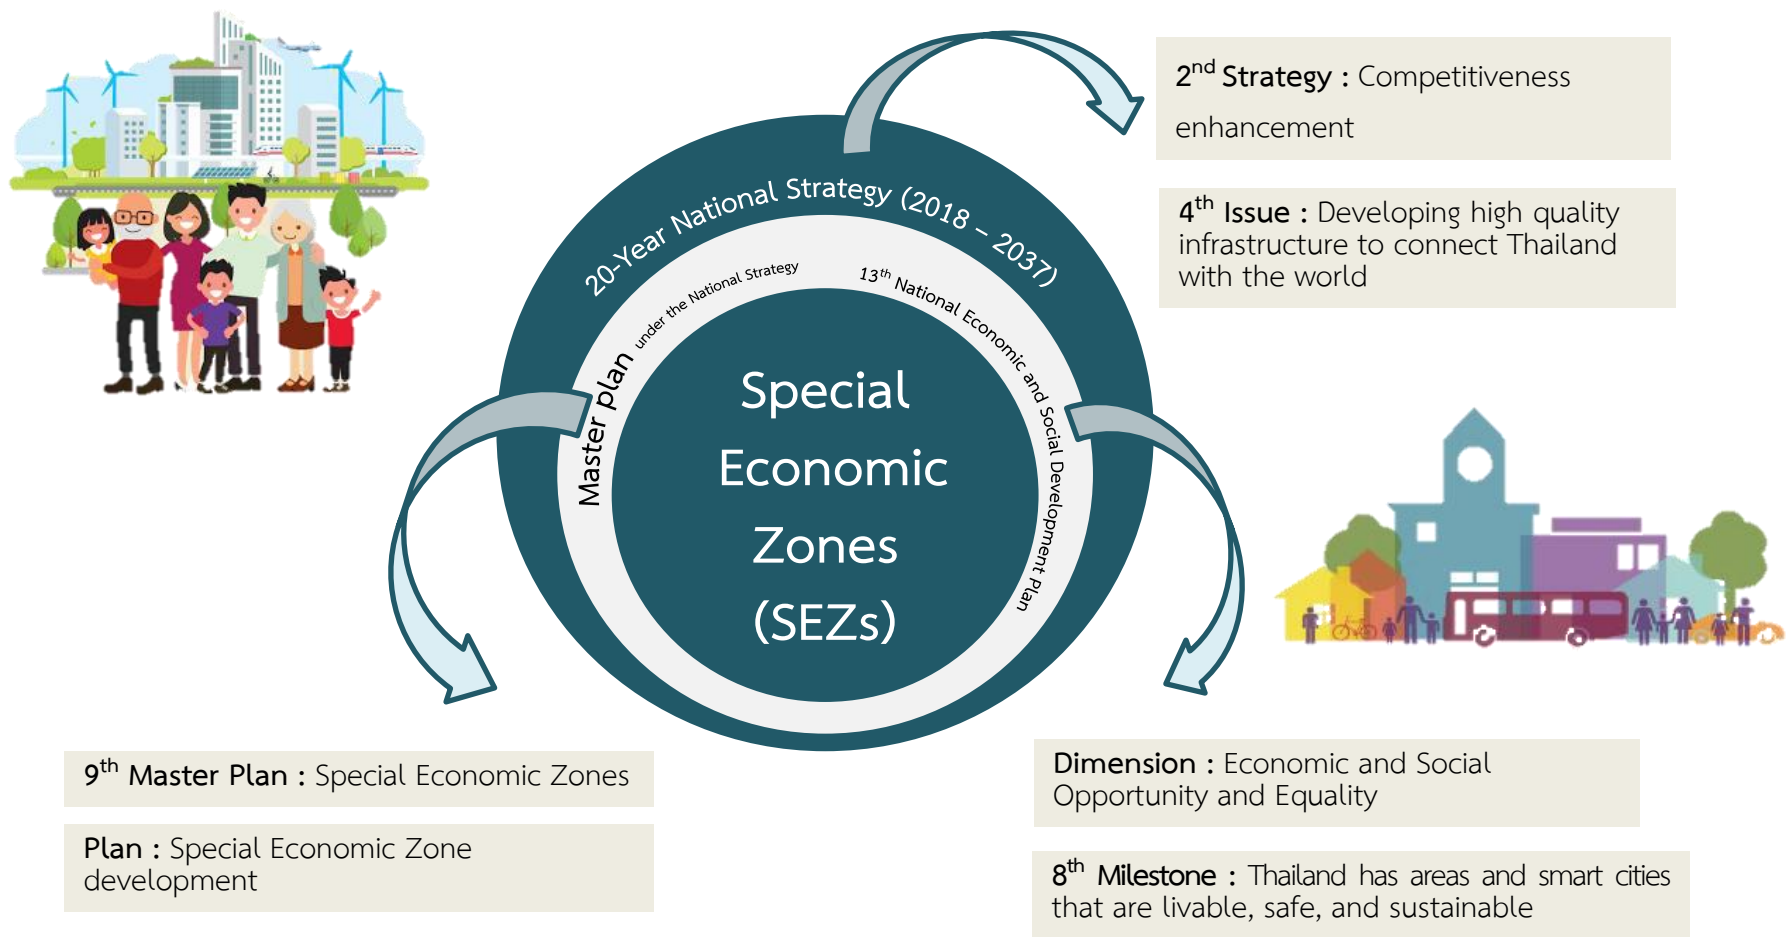 2nd Strategy : Competitiveness
enhancement
4th Issue : Developing high quality
infrastructure to connect Thailand
with the world
20-Year National Strategy (2018 – 2037)
Master plan under the National Strategy
13th National Economic and Social Development Plan
Special
Economic
Zones
(SEZs)
9th Master Plan : Special Economic Zones
Plan : Special Economic Zone
development
Dimension : Economic and Social
Opportunity and Equality
8th Milestone : Thailand has areas and smart cities
that are livable, safe, and sustainable